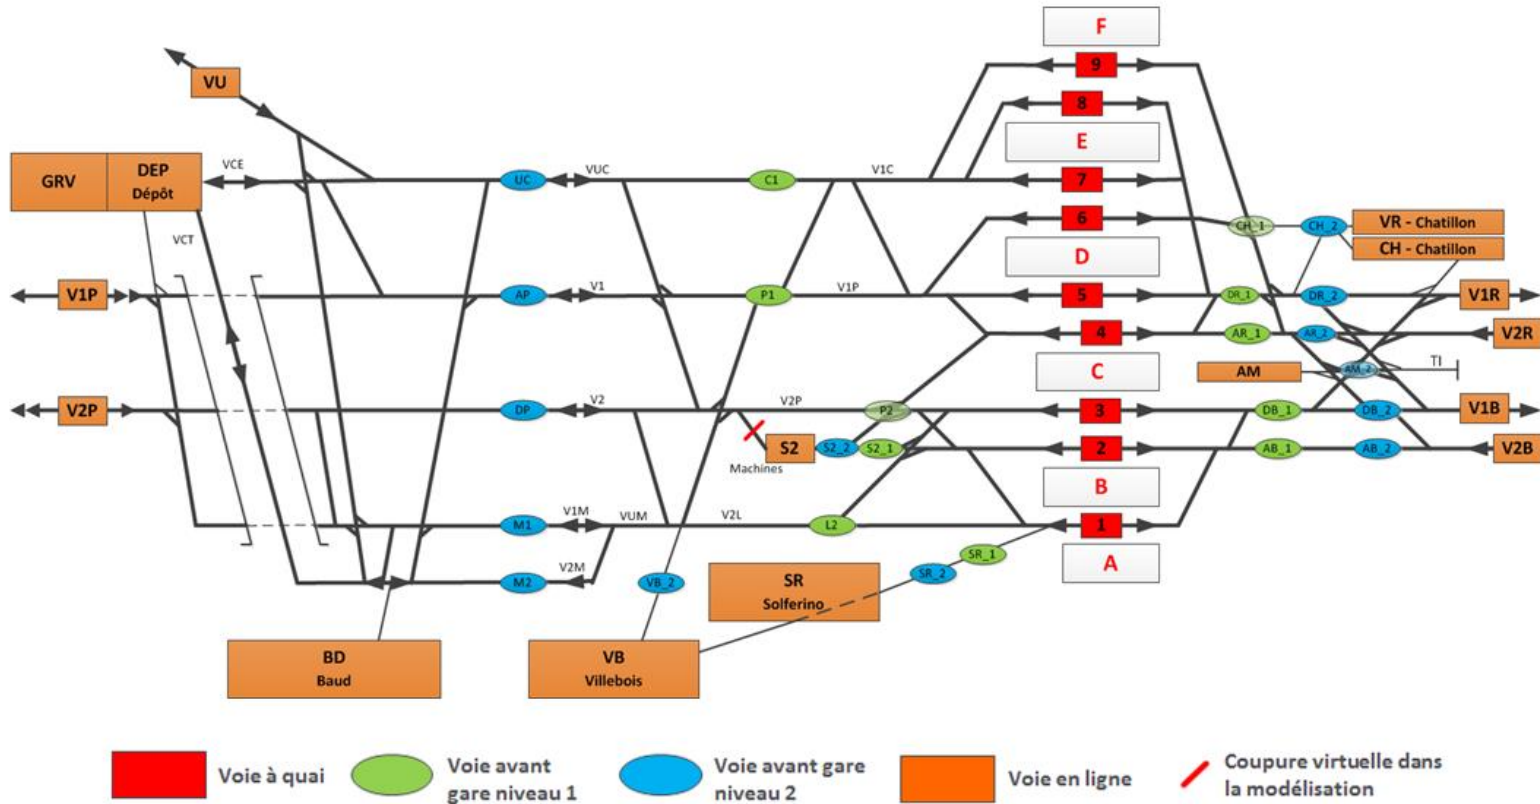 F
9
VU
8
E
GRV
DEP
Dépôt
VCE
UC
VUC
C1
V1C
7
6
CH_1
CH_2
VR - Chatillon
CH - Chatillon
VCT
D
V1P
AP
V1
P1
V1P
5
DR_1
DR_2
V1R
4
AR_1
AR_2
V2R
C
AM
AM_2
TI
V2P
DP
V2
V2P
P2
3
DB_1
DB_2
V1B
Machines
S2
S2_2
S2_1
2
AB_1
AB_2
V2B
B
M1
V1M
VUM
V2L
L2
1
A
M2
V2M
VB_2
SR
Solferino
SR_2
SR_1
BD
Baud
VB
Villebois
Voie à quai
Voie avant
gare niveau 1
Voie avant gare
niveau 2
Voie en ligne
Coupure virtuelle dans
la modélisation